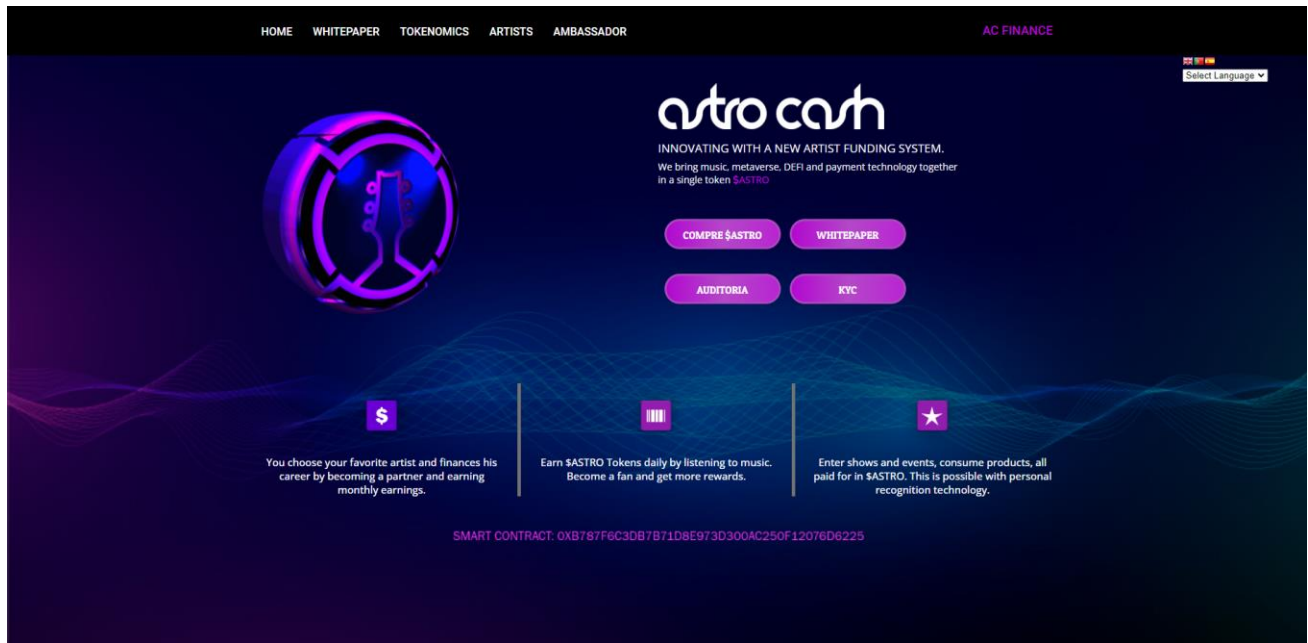 HOME WHITEPAPER TOKENOMICS ARTISTS AMBASSADOR AC FINANCE
Select Language
astro cash
INNOVATING WITH A NEW ARTIST FUNDING SYSTEM.
We bring music, metaverse, DEFI and payment technology together
in a single token $ASTRO
COMPRE $ASTRO WHITEPAPER
AUDITORIA KYC
$
You choose your favorite artist and finances his
career by becoming a partner and earning
monthly earnings.
Earn $ASTRO Tokens daily by listening to music.
Become a fan and get more rewards.
Enter shows and events, consume products, all
paid for in $ASTRO. This is possible with personal
recognition technology.
SMART CONTRACT: 0XB787F6C3DB7B71D8E973D300AC250F12076D6225